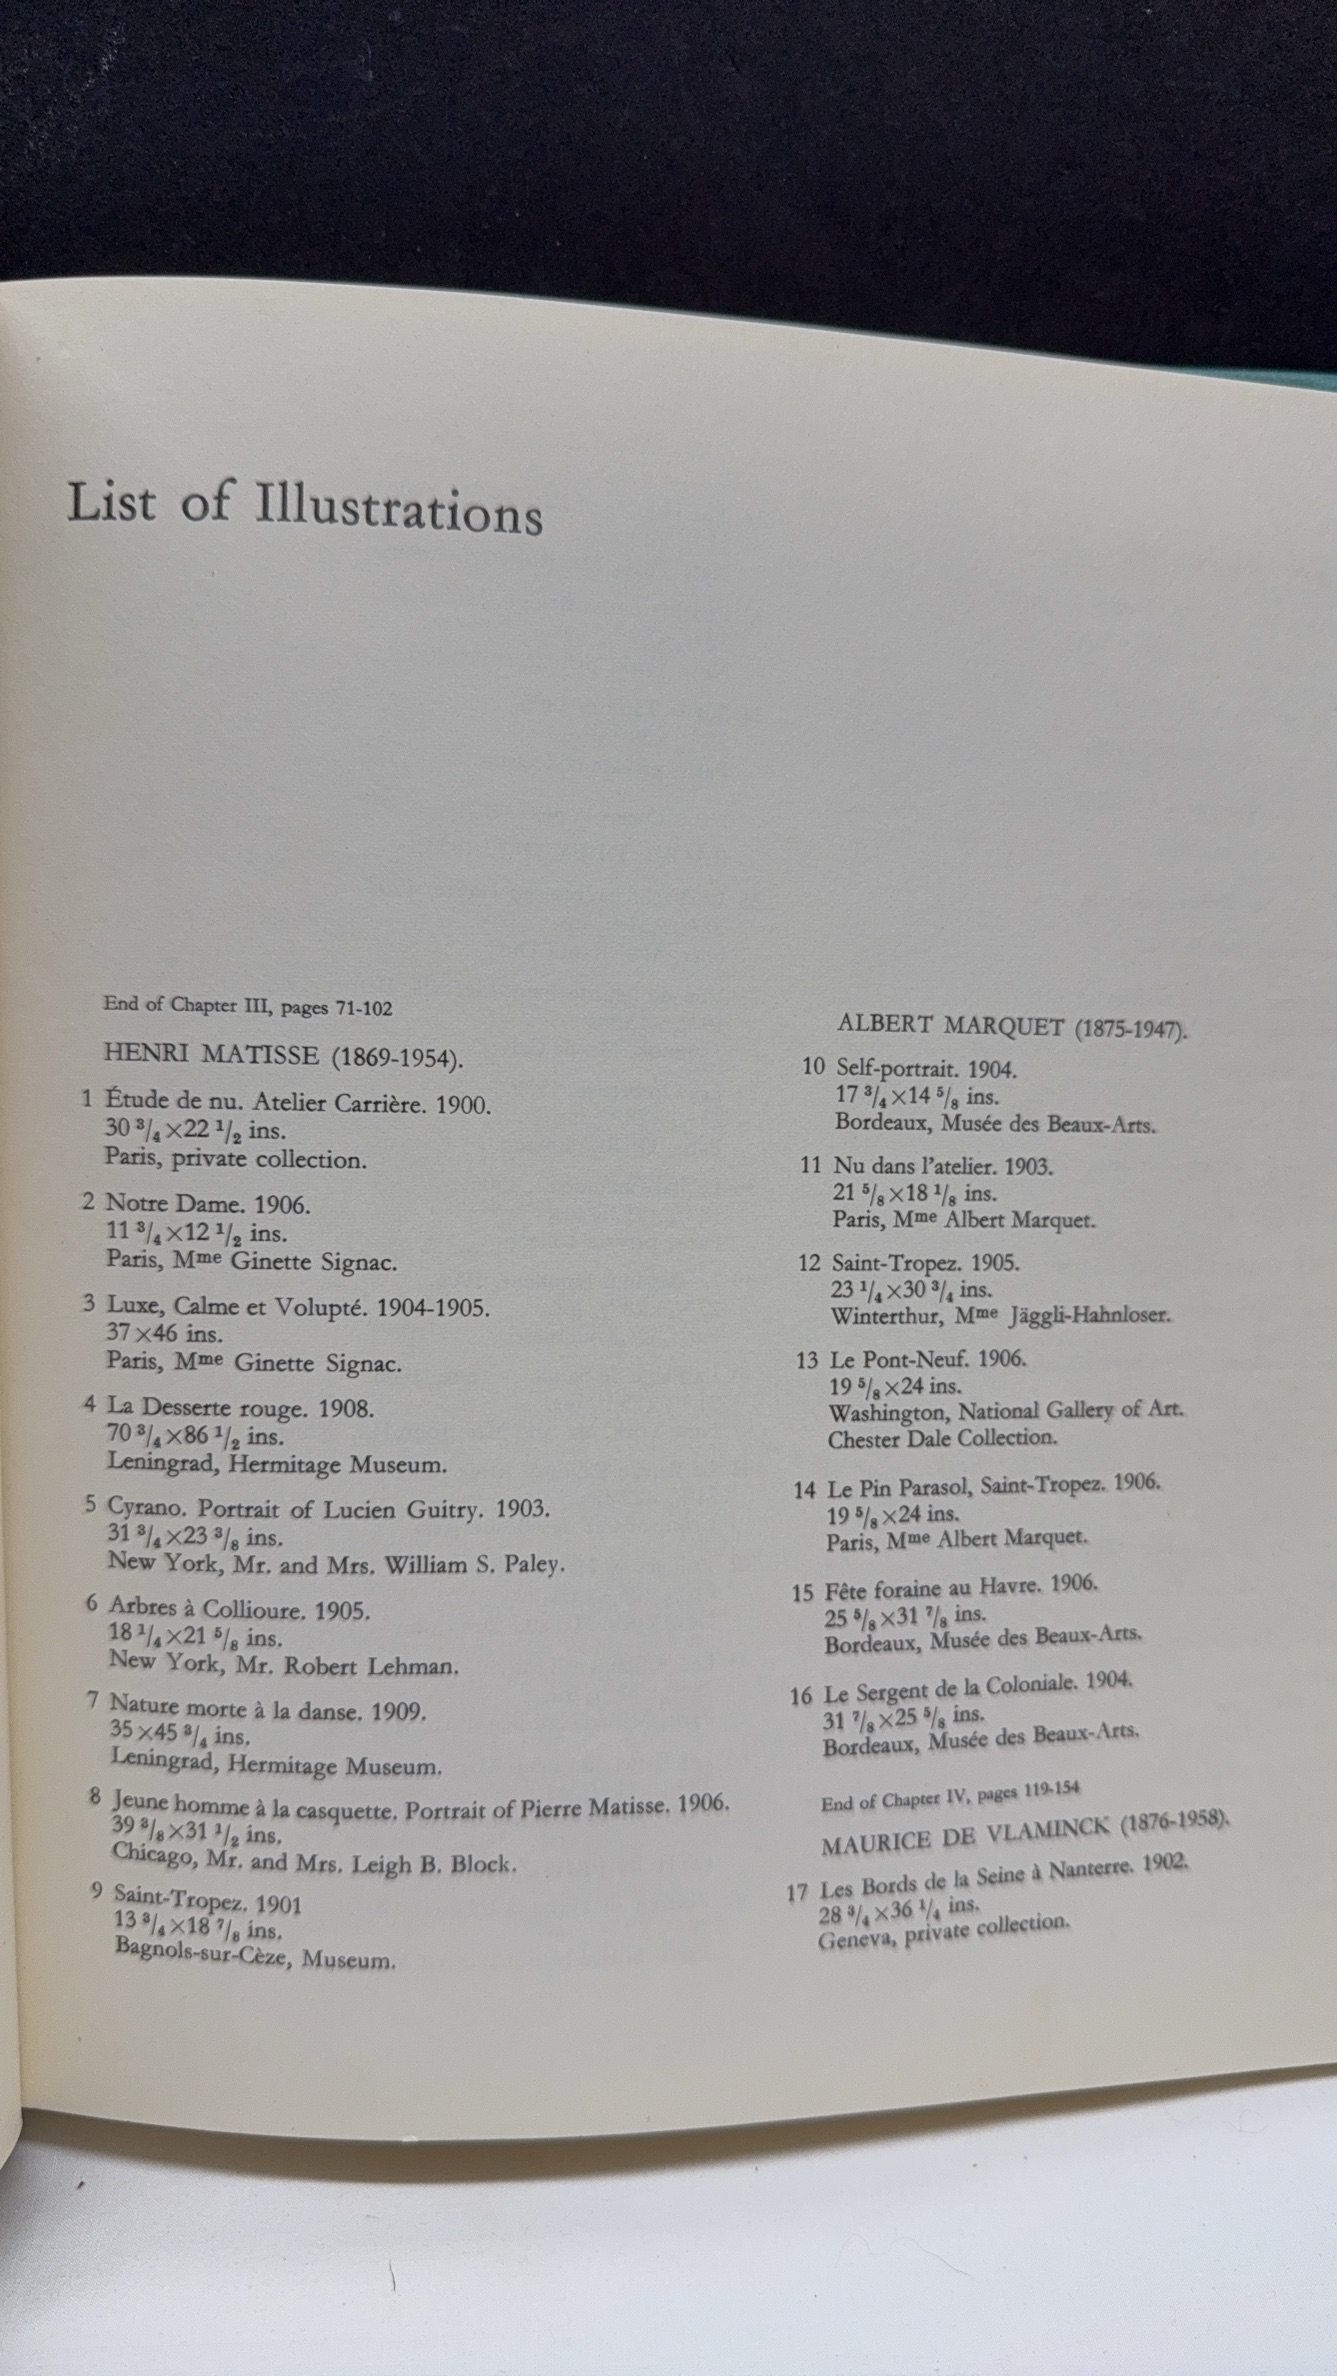 List of Illustrations
End of Chapter III, pages 71-102
HENRI MATISSE (1869-1954).
1 Étude de nu. Atelier Carrière. 1900.
30 3/4 ×22 1/2 ins.
Paris, private collection.
2 Notre Dame. 1906.
11 3/4 ×12 1/2 ins.
Paris, Mme Ginette Signac.
3 Luxe, Calme et Volupté. 1904-1905.
37×46 ins.
Paris, Mme Ginette Signac.
4 La Desserte rouge. 1908.
70 3/4 ×86 1/2 ins.
Leningrad, Hermitage Museum.
5 Cyrano. Portrait of Lucien Guitry. 1903.
31 3/4 ×23 3/8 ins.
New York, Mr. and Mrs. William S. Paley.
6 Arbres à Collioure. 1905.
18 1/4 ×21 5/8 ins.
New York, Mr. Robert Lehman.
7 Nature morte à la danse. 1909.
35×45 3/4 ins.
Leningrad, Hermitage Museum.
8 Jeune homme à la casquette. Portrait of Pierre Matisse. 1906.
39 3/8 ×31 1/2 ins.
Chicago, Mr. and Mrs. Leigh B. Block.
9 Saint-Tropez. 1901
13 3/4 ×18 7/8 ins.
Bagnols-sur-Cèze, Museum.
ALBERT MARQUET (1875-1947).
10 Self-portrait. 1904.
17 3/4 ×14 5/8 ins.
Bordeaux, Musée des Beaux-Arts.
11 Nu dans l'atelier. 1903.
21 5/8 ×18 1/8 ins.
Paris, Mme Albert Marquet.
12 Saint-Tropez. 1905.
23 1/4 ×30 3/4 ins.
Winterthur, Mme Jäggli-Hahnloser.
13 Le Pont-Neuf. 1906.
19 5/8 ×24 ins.
Washington, National Gallery of Art.
Chester Dale Collection.
14 Le Pin Parasol, Saint-Tropez. 1906.
19 5/8 ×24 ins.
Paris, Mme Albert Marquet.
15 Fête foraine au Havre. 1906.
25 5/8 ×31 7/8 ins.
Bordeaux, Musée des Beaux-Arts.
16 Le Sergent de la Coloniale. 1904.
31 7/8 ×25 5/8 ins.
Bordeaux, Musée des Beaux-Arts.
End of Chapter IV, pages 119-154
MAURICE DE VLAMINCK (1876-1958).
17 Les Bords de la Seine à Nanterre. 1902.
28 3/4 ×36 1/4 ins.
Geneva, private collection.